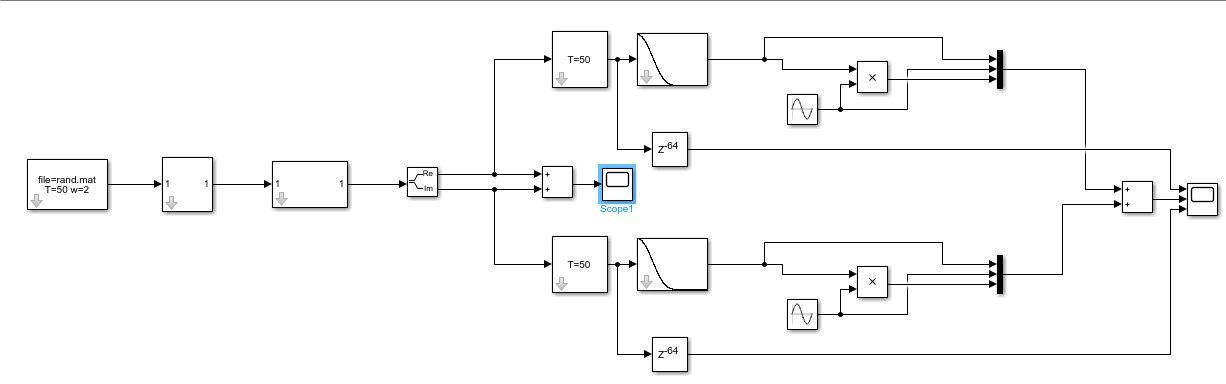 T=50
×
Z-64
file=rand.mat
T=50 w=2
1 1
1 1
Re
Im
+
+
Scope1
+
+
T=50
×
Z-64